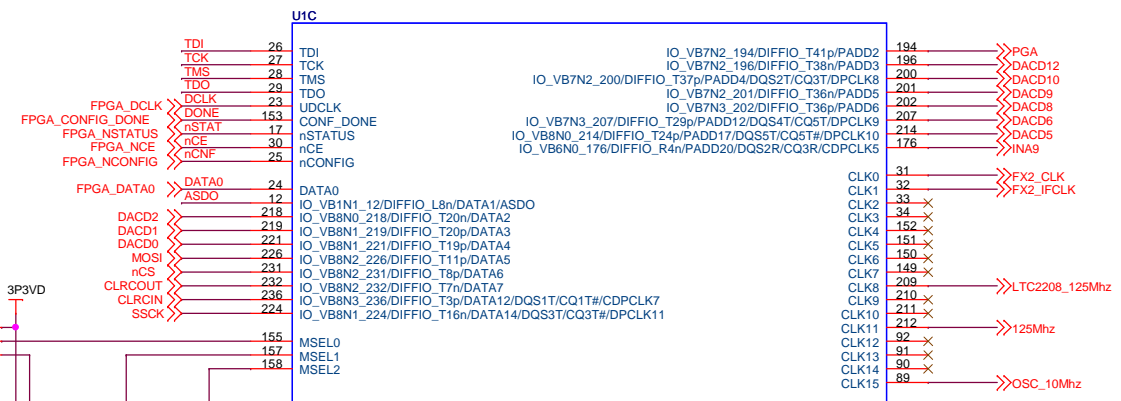 U1C
TDI 26 TDI
TCK 27 TCK
TMS 28 TMS
TDO 29 TDO
FPGA_DCLK DCLK 23 UDCLK
FPGA_CONFIG_DONE DONE 153 CONF_DONE
FPGA_NSTATUS nSTAT 17 nSTATUS
FPGA_NCE nCE 30 nCE
FPGA_NCONFIG nCNF 25 nCONFIG
FPGA_DATA0 DATA0 24 DATA0
ASDO 12 IO_VB1N1_12/DIFFIO_L8n/DATA1/ASDO
DACD2 218 IO_VB8N0_218/DIFFIO_T20n/DATA2
DACD1 219 IO_VB8N1_219/DIFFIO_T20p/DATA3
DACD0 221 IO_VB8N1_221/DIFFIO_T19p/DATA4
MOSI 226 IO_VB8N2_226/DIFFIO_T11p/DATA5
nCS 231 IO_VB8N2_231/DIFFIO_T8p/DATA6
CLRCOUT 232 IO_VB8N2_232/DIFFIO_T7n/DATA7
CLRCIN 236 IO_VB8N3_236/DIFFIO_T3p/DATA12/DQS1T/CQ1T#/CDPCLK7
SSCK 224 IO_VB8N1_224/DIFFIO_T16n/DATA14/DQS3T/CQ3T#/DPCLK11
3P3VD
155 MSEL0
157 MSEL1
158 MSEL2
IO_VB7N2_194/DIFFIO_T41p/PADD2 194 PGA
IO_VB7N2_196/DIFFIO_T38n/PADD3 196 DACD12
IO_VB7N2_200/DIFFIO_T37p/PADD4/DQS2T/CQ3T/DPCLK8 200 DACD10
IO_VB7N2_201/DIFFIO_T36n/PADD5 201 DACD9
IO_VB7N3_202/DIFFIO_T36p/PADD6 202 DACD8
IO_VB7N3_207/DIFFIO_T29p/PADD12/DQS4T/CQ5T/DPCLK9 207 DACD6
IO_VB8N0_214/DIFFIO_T24p/PADD17/DQS5T/CQ5T#/DPCLK10 214 DACD5
IO_VB6N0_176/DIFFIO_R4n/PADD20/DQS2R/CQ3R/CDPCLK5 176 INA9
CLK0 31 FX2_CLK
CLK1 32 FX2_IFCLK
CLK2 33
CLK3 34
CLK4 152
CLK5 151
CLK6 150
CLK7 149
CLK8 209 LTC2208_125Mhz
CLK9 210
CLK10 211
CLK11 212 125Mhz
CLK12 92
CLK13 91
CLK14 90
CLK15 89 OSC_10Mhz